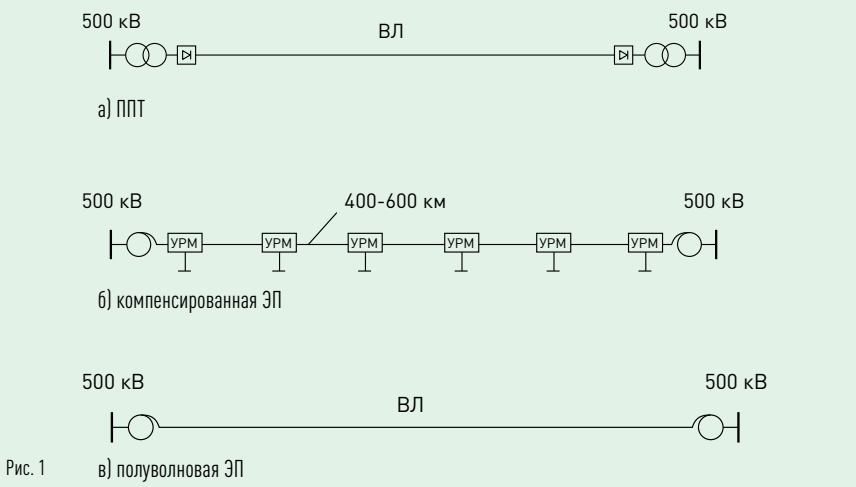 500 кВ ВЛ 500 кВ
а) ППТ
500 кВ 400-600 км 500 кВ
УРМ УРМ УРМ УРМ УРМ УРМ
б) компенсированная ЭП
500 кВ ВЛ 500 кВ
Рис. 1 в) полуволновая ЭП